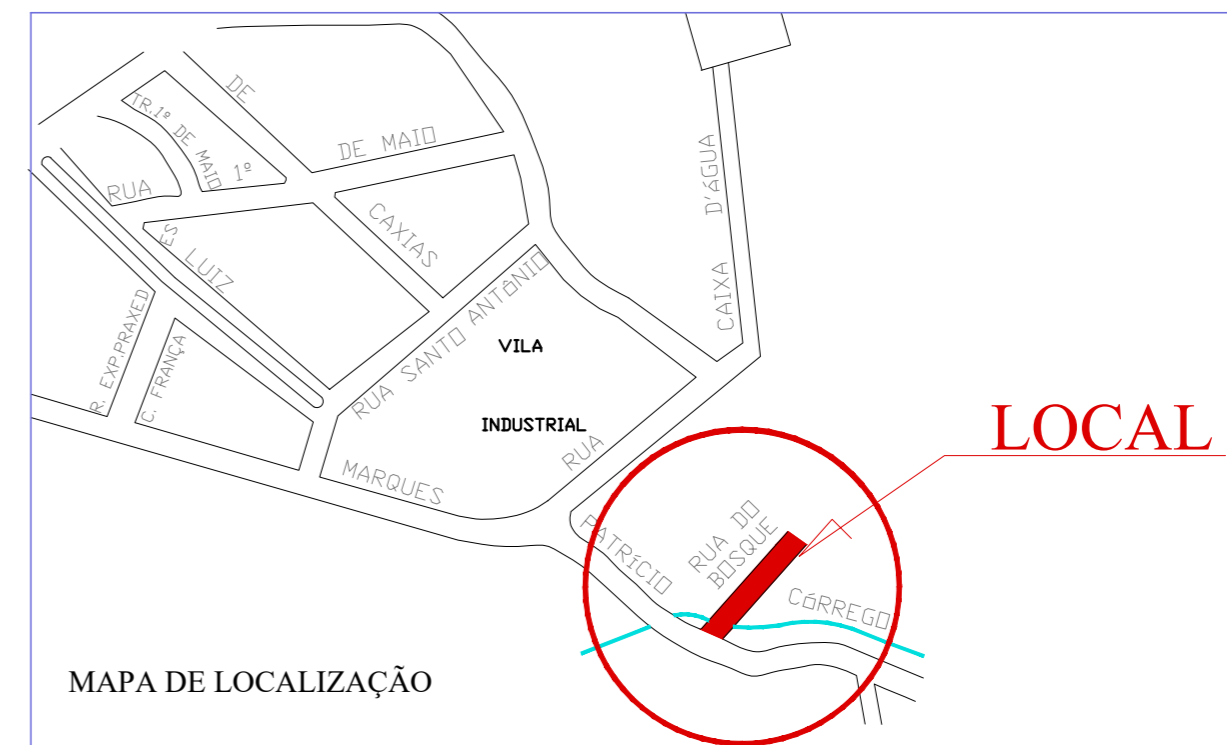 DE
TR.1º DE MAIO
1º
DE MAIO
RUA
CAXIAS
ES
LUIZ
D'ÁGUA
CAIXA
R. EXP.PRAXED
C. FRANÇA
RUA SANTO ANTôNIO
VILA
INDUSTRIAL
RUA
MARQUES
LOCAL
PATRíCIO
RUA DO
BOSQUE
CóRREGO
MAPA DE LOCALIZAÇÃO